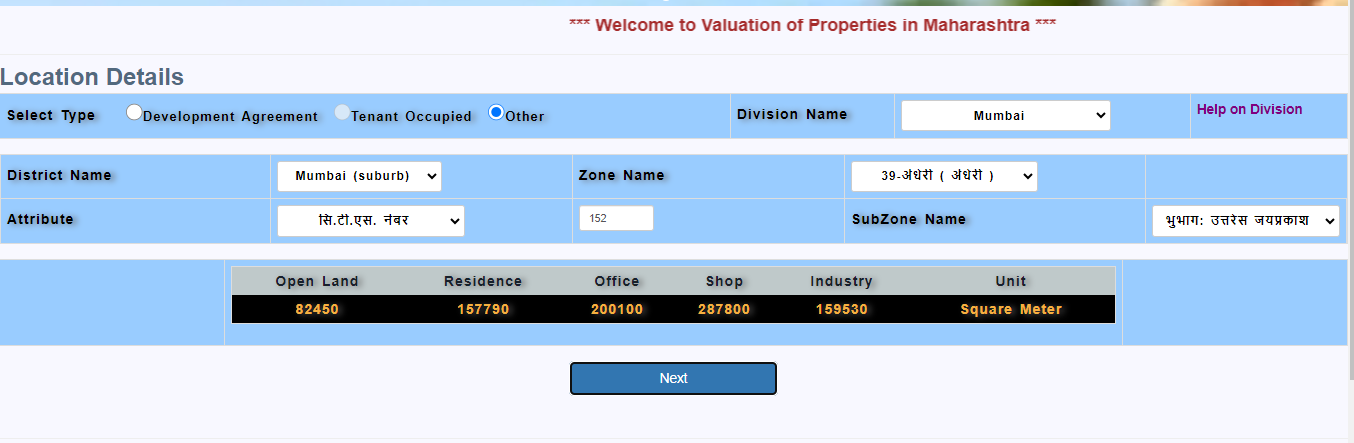 *** Welcome to Valuation of Properties in Maharashtra ***
Location Details
Select Type Development Agreement Tenant Occupied Other Division Name Mumbai Help on Division
District Name Mumbai (suburb) Zone Name 39-अंधेरी ( अंधेरी )
Attribute सि.टी.एस. नंबर 152 SubZone Name भुभाग: उत्तरेस जयप्रकाश
Open Land Residence Office Shop Industry Unit
82450 157790 200100 287800 159530 Square Meter
Next